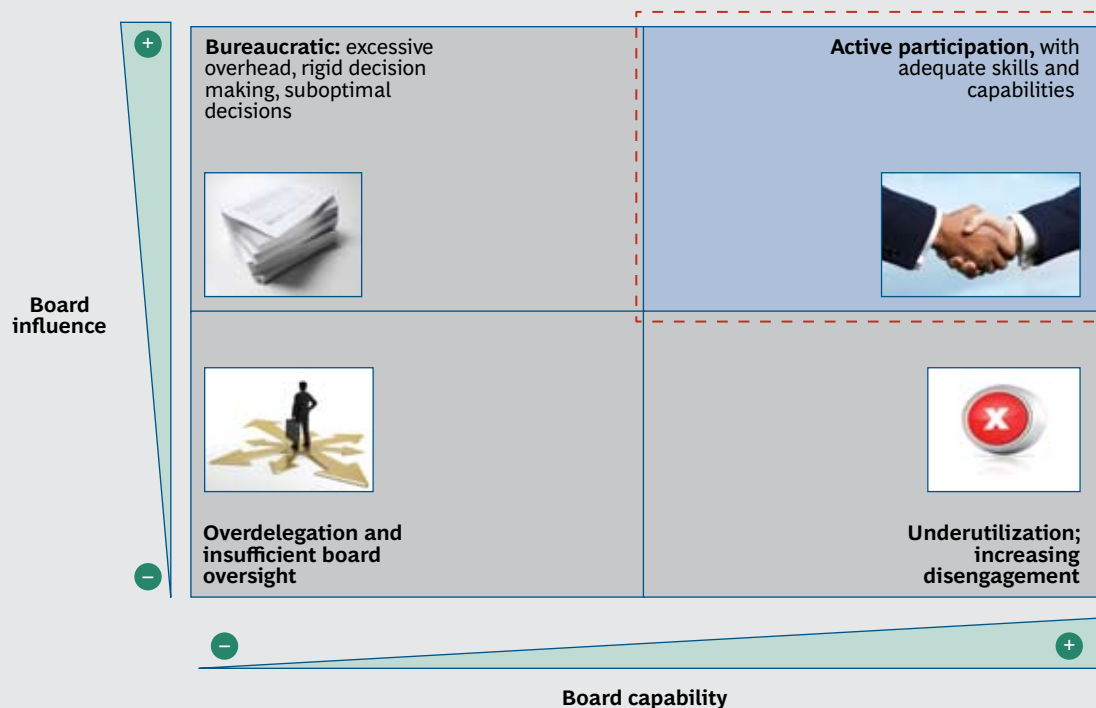 +
Bureaucratic: excessive
overhead, rigid decision
making, suboptimal
decisions
Active participation, with
adequate skills and
capabilities
Board
influence
X
Overdelegation and
insufficient board
oversight
Underutilization;
increasing
disengagement
–
–
+
Board capability